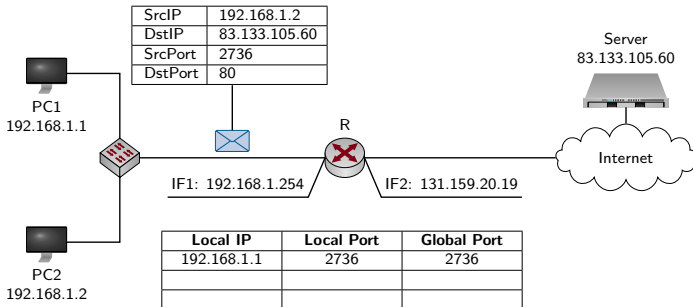 SrcIP 192.168.1.2
DstIP 83.133.105.60
SrcPort 2736
DstPort 80
Server
83.133.105.60
PC1
192.168.1.1
R
Internet
IF1: 192.168.1.254
IF2: 131.159.20.19
PC2
192.168.1.2
Local IP Local Port Global Port
192.168.1.1 2736 2736